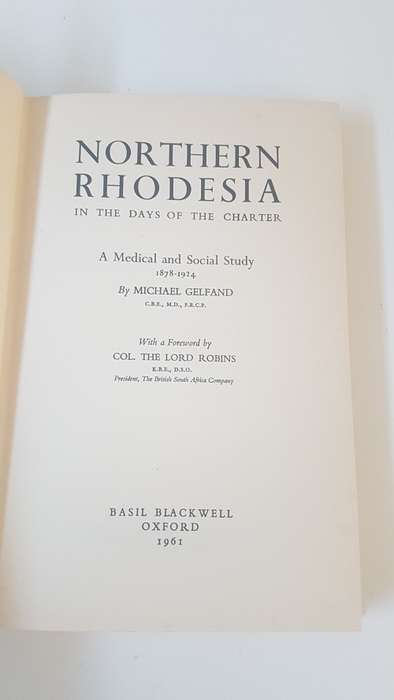 NORTHERN
RHODESIA
IN THE DAYS OF THE CHARTER
A Medical and Social Study
1878-1924
By MICHAEL GELFAND
C.B.E., M.D., F.R.C.P.
With a Foreword by
COL. THE LORD ROBINS
K.B.E., D.S.O.
President, The British South Africa Company
BASIL BLACKWELL
OXFORD
1961